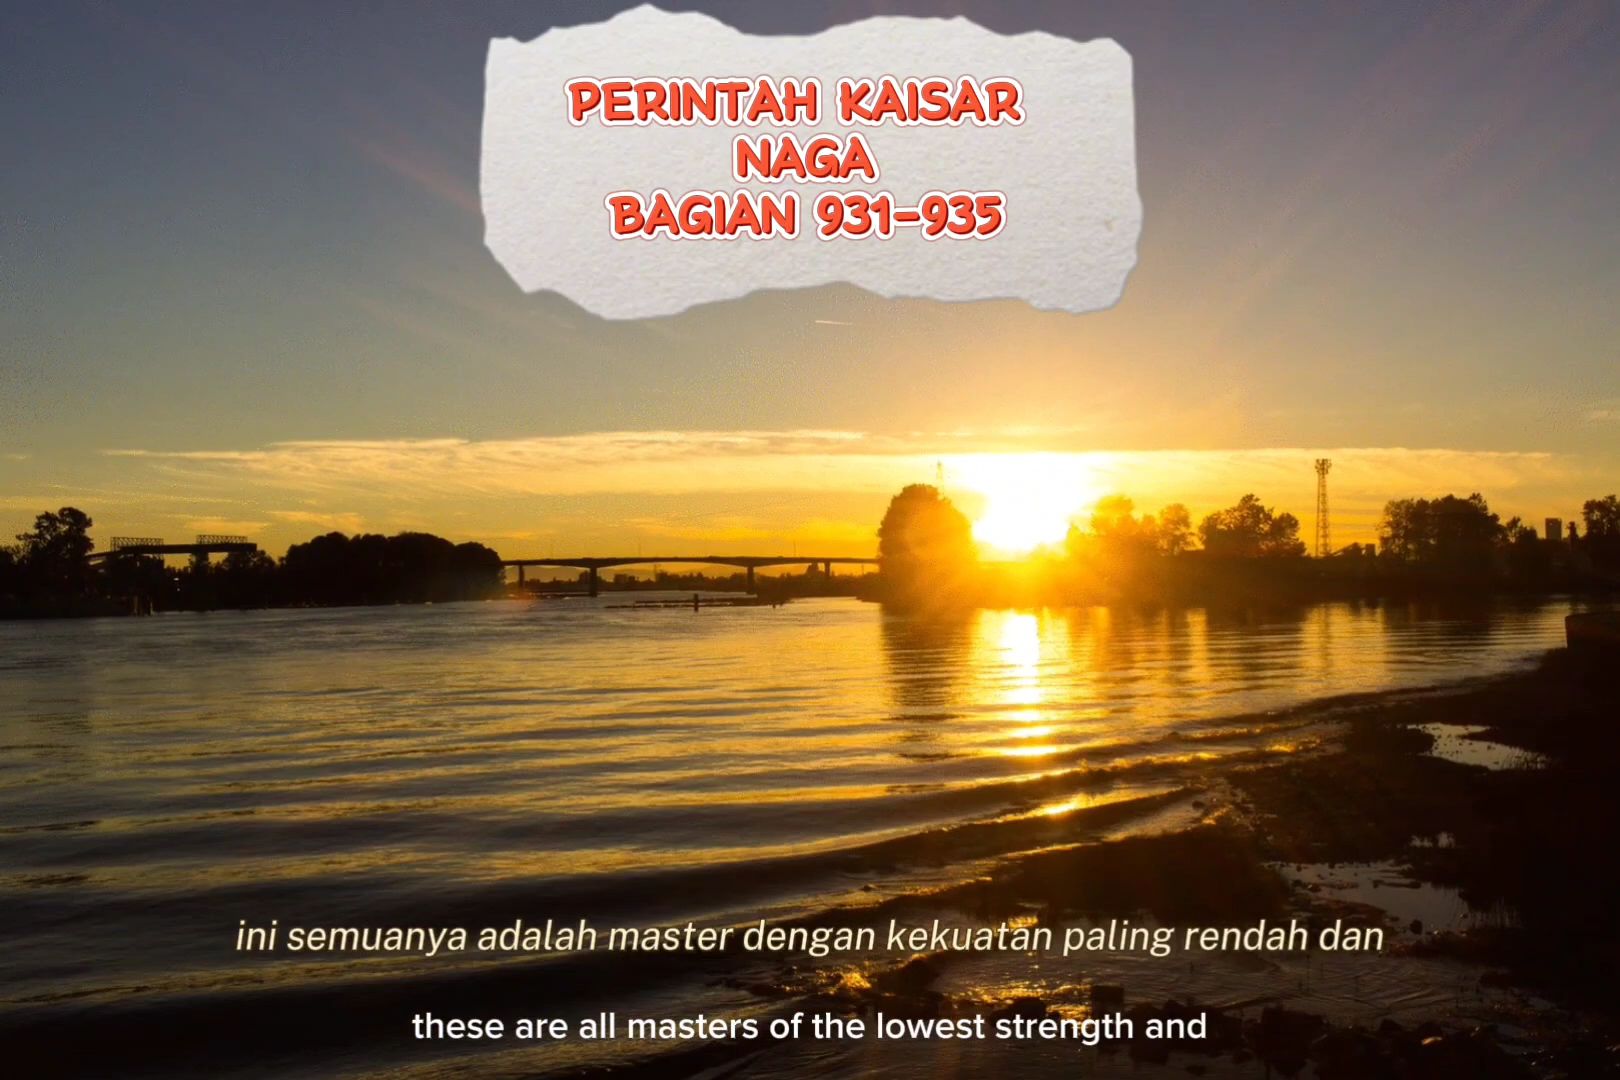 PERINTAH KAISAR
NAGA
BAGIAN 931-935
ini semuanya adalah master dengan kekuatan paling rendah dan
these are all masters of the lowest strength and